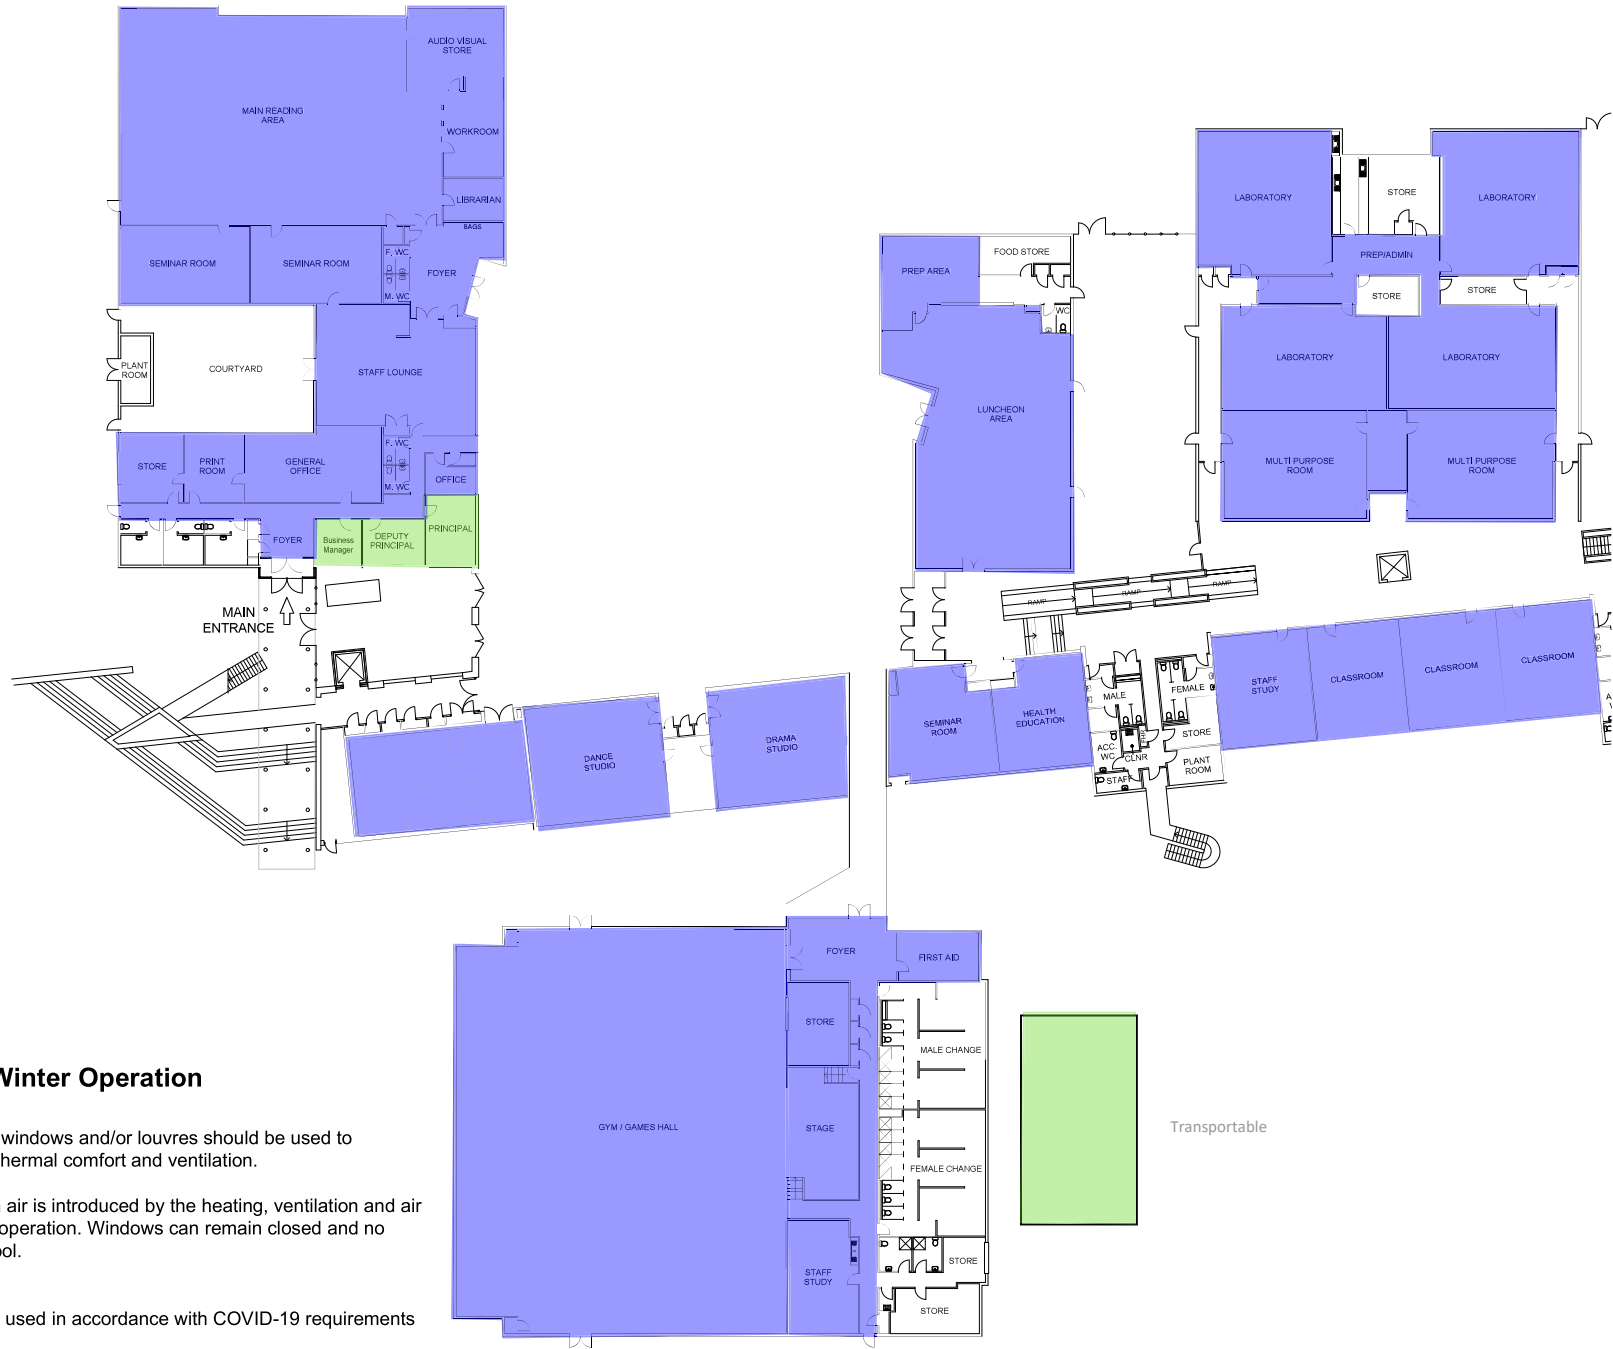 AUDIO VISUAL
STORE
MAIN READING
AREA
WORKROOM
LIBRARIAN
BAGS
SEMINAR ROOM
SEMINAR ROOM
F. WC
M. WC
FOYER
PLANT
ROOM
COURTYARD
STAFF LOUNGE
STORE
PRINT
ROOM
GENERAL
OFFICE
F. WC
M. WC
OFFICE
FOYER
Business
Manager
DEPUTY
PRINCIPAL
PRINCIPAL
MAIN
ENTRANCE
DANCE
STUDIO
DRAMA
STUDIO
PREP AREA
FOOD STORE
WC
LUNCHEON
AREA
LABORATORY
STORE
LABORATORY
PREP/ADMIN
STORE
STORE
LABORATORY
LABORATORY
MULTI PURPOSE
ROOM
MULTI PURPOSE
ROOM
RAMP
RAMP
RAMP
SEMINAR
ROOM
HEALTH
EDUCATION
MALE
FEMALE
ACC.
WC
CLNR
FHR
STAFF
STORE
PLANT
ROOM
STAFF
STUDY
CLASSROOM
CLASSROOM
CLASSROOM
FOYER
FIRST AID
STORE
MALE CHANGE
GYM / GAMES HALL
STAGE
FEMALE CHANGE
STAFF
STUDY
STORE
STORE
Transportable
Winter Operation
windows and/or louvres should be used to
hermal comfort and ventilation.
air is introduced by the heating, ventilation and air
operation. Windows can remain closed and no
ool.
used in accordance with COVID-19 requirements